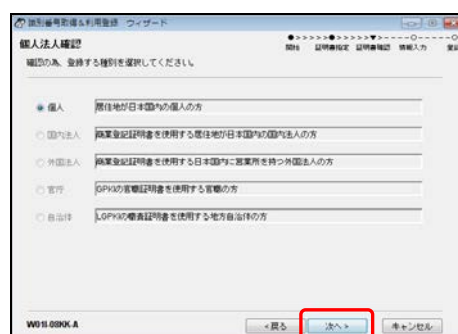 識別番号取得&利用登録 ウィザード
個人法人確認
確認の為、登録する種別を選択してください。
●>>>>>●>>>>>▼>-----○-----○
開始 証明書指定 証明書確認 情報入力
個人 居住地が日本国内の個人の方
国内法人 商業登記証明書を使用する居住地が日本国内の国内法人の方
外国法人 商業登記証明書を使用する日本国内に営業所を持つ外国法人の方
官庁 GPKIの官職証明書を使用する官職の方
自治体 LGPKIの職責証明書を使用する地方自治体の方
W01I-08KK-A
<戻る 次へ> キャンセル